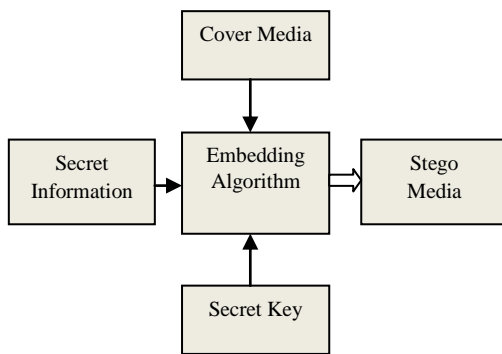 Cover Media
Secret
Information
Embedding
Algorithm
Stego
Media
Secret Key